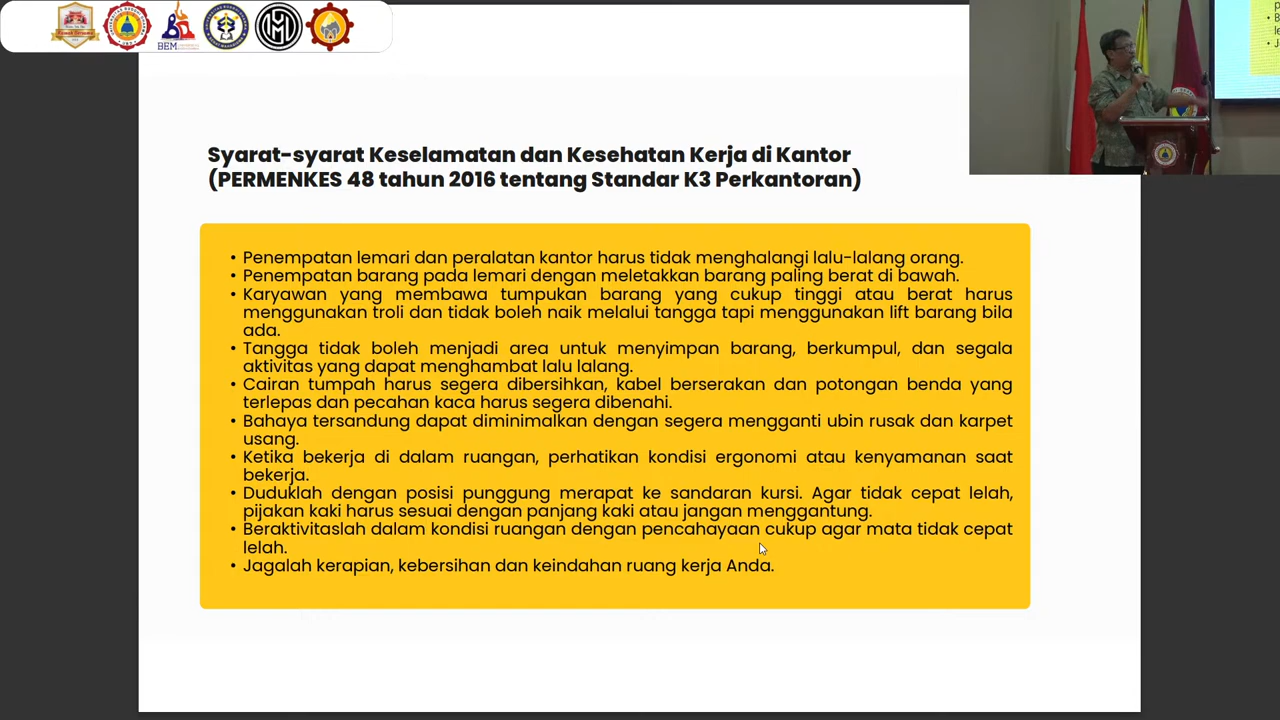 BEM
Syarat-syarat Keselamatan dan Kesehatan Kerja di Kantor
(PERMENKES 48 tahun 2016 tentang Standar K3 Perkantoran)
• Penempatan lemari dan peralatan kantor harus tidak menghalangi lalu-lalang orang.
• Penempatan barang pada lemari dengan meletakkan barang paling berat di bawah.
• Karyawan yang membawa tumpukan barang yang cukup tinggi atau berat harus
menggunakan troli dan tidak boleh naik melalui tangga tapi menggunakan lift barang bila
ada.
• Tangga tidak boleh menjadi area untuk menyimpan barang, berkumpul, dan segala
aktivitas yang dapat menghambat lalu lalang.
• Cairan tumpah harus segera dibersihkan, kabel berserakan dan potongan benda yang
terlepas dan pecahan kaca harus segera dibenahi.
• Bahaya tersandung dapat diminimalkan dengan segera mengganti ubin rusak dan karpet
usang.
• Ketika bekerja di dalam ruangan, perhatikan kondisi ergonomi atau kenyamanan saat
bekerja.
• Duduklah dengan posisi punggung merapat ke sandaran kursi. Agar tidak cepat lelah,
pijakan kaki harus sesuai dengan panjang kaki atau jangan menggantung.
• Beraktivitaslah dalam kondisi ruangan dengan pencahayaan cukup agar mata tidak cepat
lelah.
• Jagalah kerapian, kebersihan dan keindahan ruang kerja Anda.